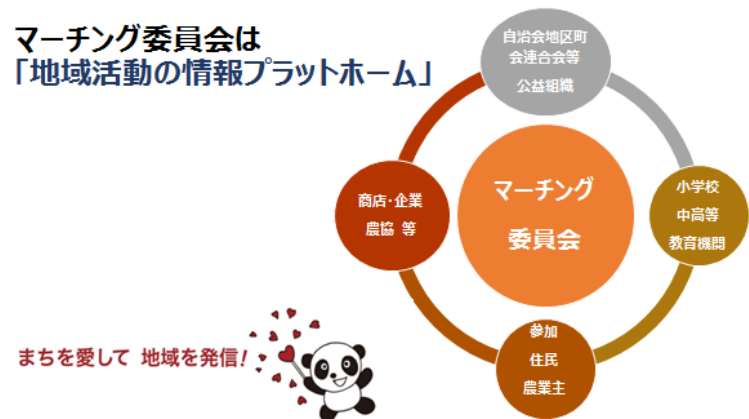 マーチング委員会は
「地域活動の情報プラットホーム」
自治会地区町
会連合会等
公益組織
マーチング
委員会
商店・企業
農協 等
小学校
中高等
教育機関
参加
住民
農業主
まちを愛して 地域を発信!